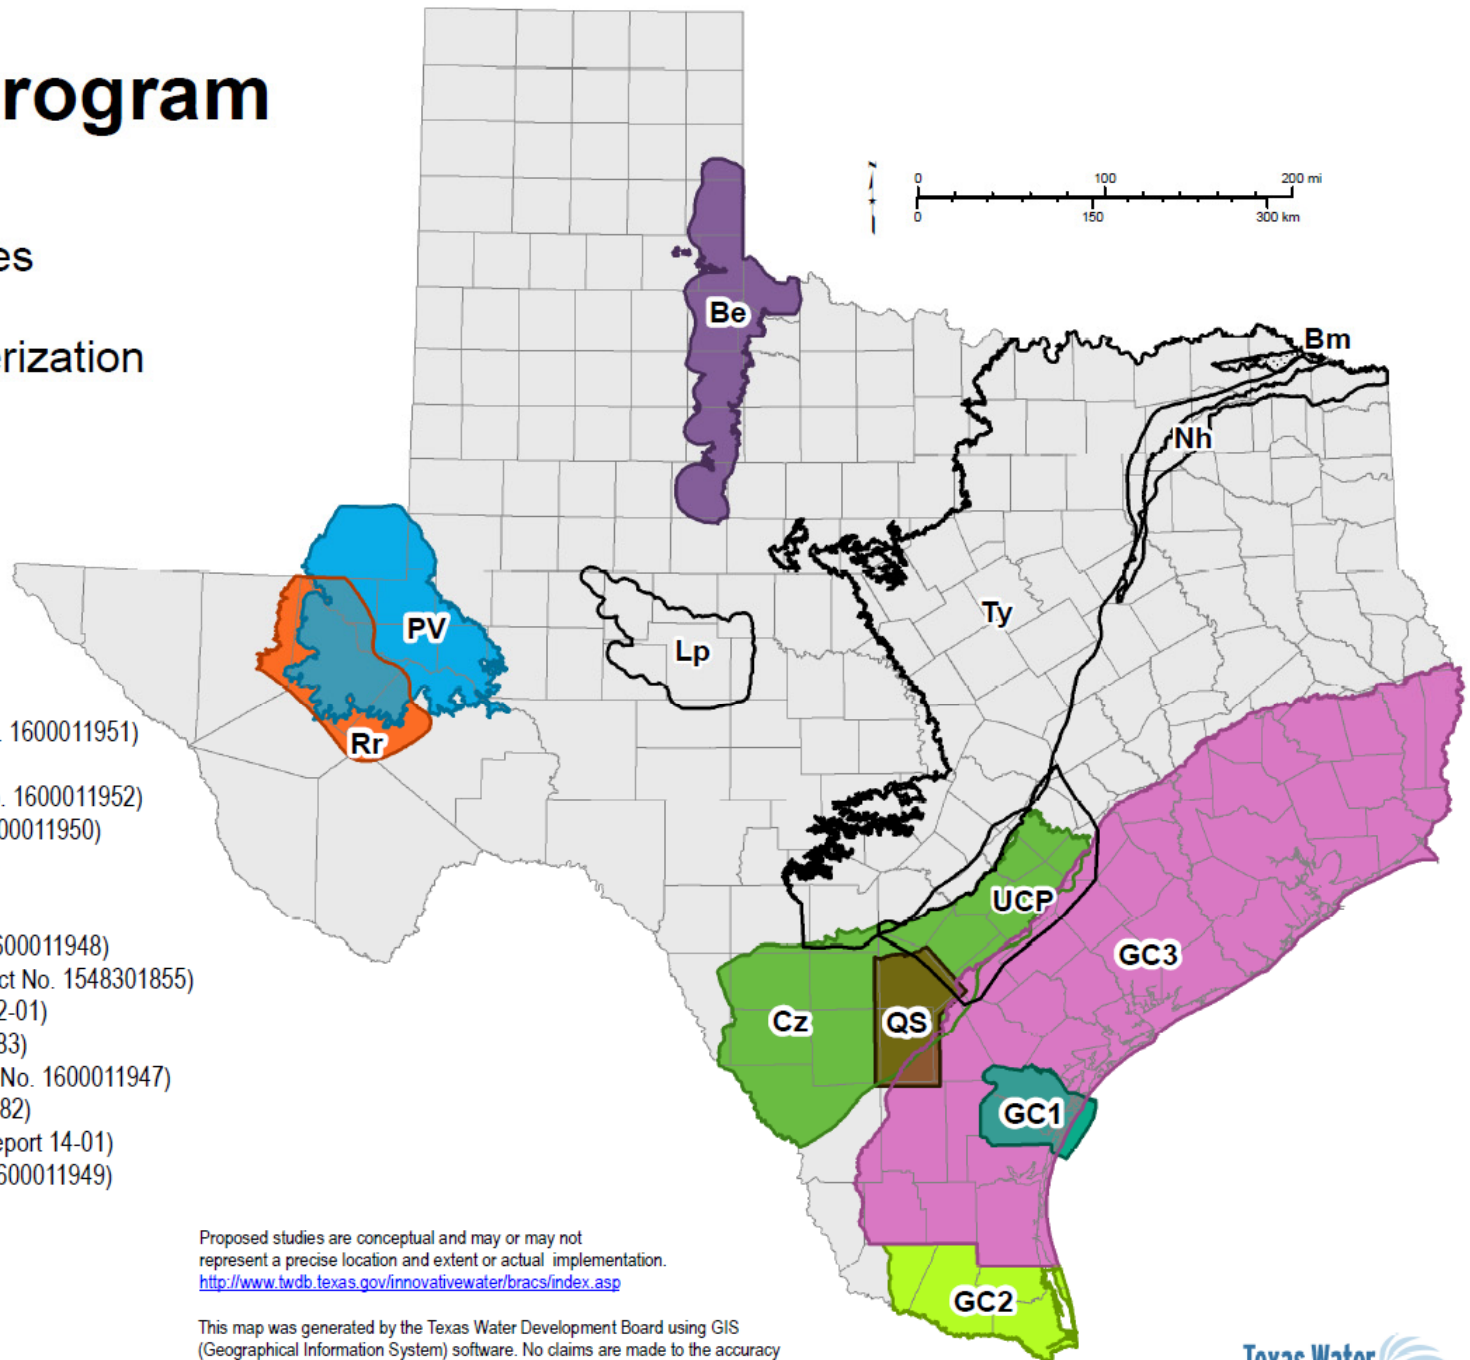 rogram
es
erization
0 100 200 mi
0 150 300 km
Be
Bm
Nh
PV
Ty
Lp
Rr
. 1600011951)
o. 1600011952)
00011950)
UCP
600011948)
GC3
ct No. 1548301855)
2-01)
Cz
QS
83)
No. 1600011947)
82)
GC1
eport 14-01)
600011949)
Proposed studies are conceptual and may or may not
represent a precise location and extent or actual implementation.
http://www.twdb.texas.gov/innovativewater/bracs/index.asp
GC2
This map was generated by the Texas Water Development Board using GIS
(Geographical Information System) software. No claims are made to the accuracy
Texas Water